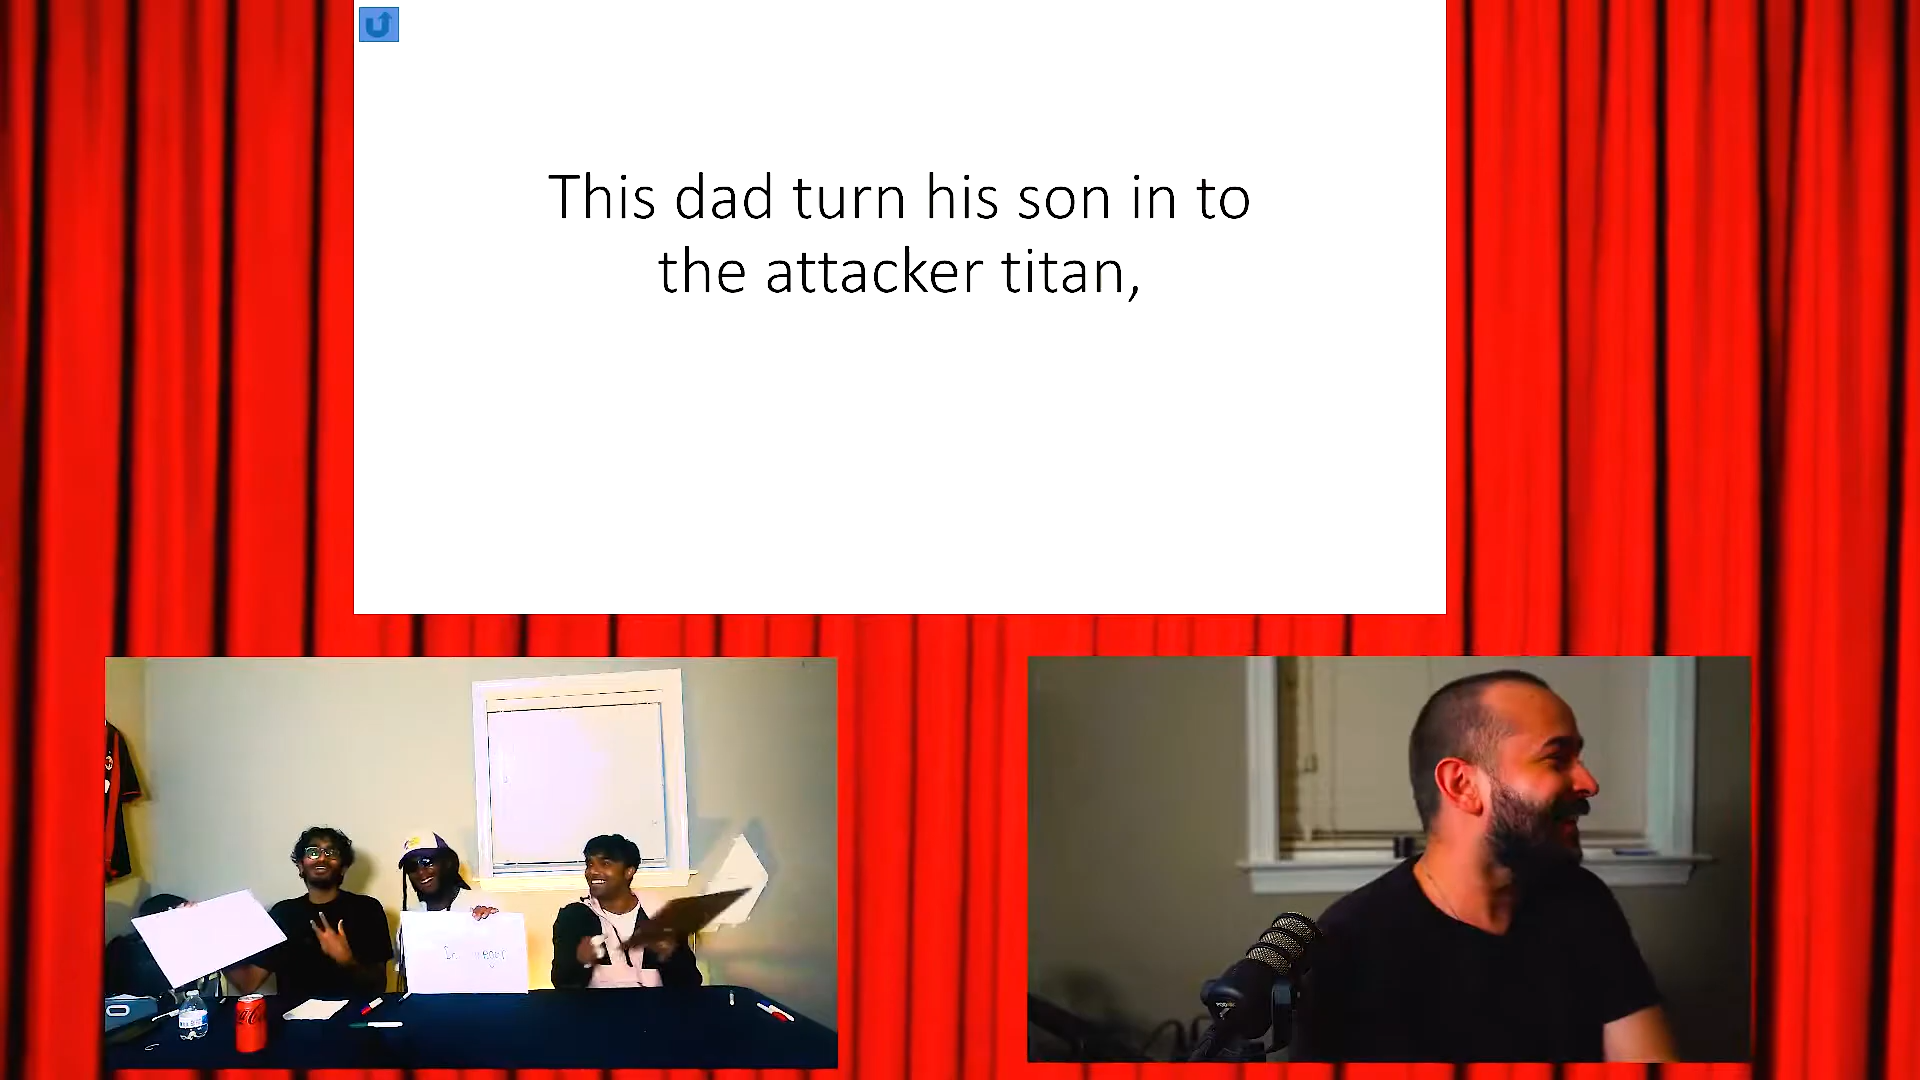 This dad turn his son in to
the attacker titan,